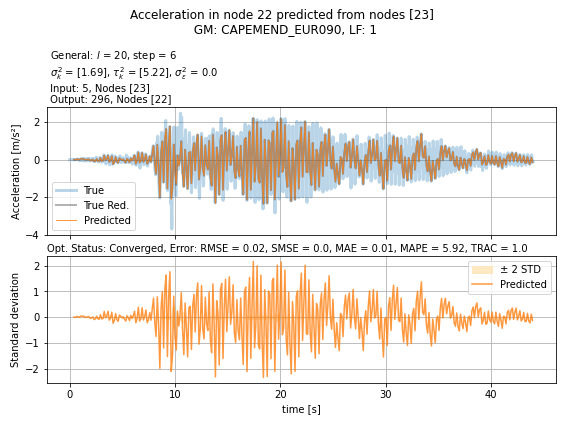 Acceleration in node 22 predicted from nodes [23]
GM: CAPEMEND_EUR090, LF: 1
General: l = 20, step = 6
σ²ₖ = [1.69], τ²ₖ = [5.22], σ²ε = 0.0
Input: 5, Nodes [23]
Output: 296, Nodes [22]
Acceleration [m/s²]
2
0
−2
−4
True
True Red.
Predicted
Opt. Status: Converged, Error: RMSE = 0.02, SMSE = 0.0, MAE = 0.01, MAPE = 5.92, TRAC = 1.0
Standard deviation
2
1
0
−1
−2
± 2 STD
Predicted
0 10 20 30 40
time [s]